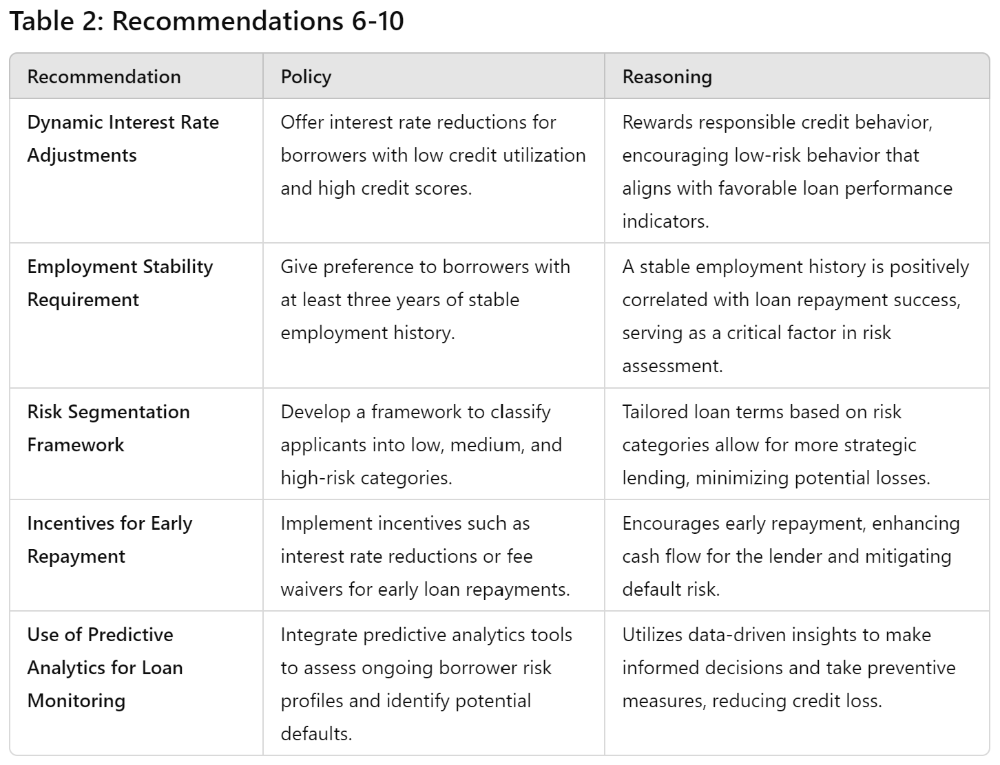 Table 2: Recommendations 6-10
Recommendation
Policy
Reasoning
Dynamic Interest Rate
Adjustments
Offer interest rate reductions for
borrowers with low credit utilization
and high credit scores.
Rewards responsible credit behavior,
encouraging low-risk behavior that
aligns with favorable loan performance
indicators.
Employment Stability
Requirement
Give preference to borrowers with
at least three years of stable
employment history.
A stable employment history is positively
correlated with loan repayment success,
serving as a critical factor in risk
assessment.
Risk Segmentation
Framework
Develop a framework to classify
applicants into low, medium, and
high-risk categories.
Tailored loan terms based on risk
categories allow for more strategic
lending, minimizing potential losses.
Incentives for Early
Repayment
Implement incentives such as
interest rate reductions or fee
waivers for early loan repayments.
Encourages early repayment, enhancing
cash flow for the lender and mitigating
default risk.
Use of Predictive
Analytics for Loan
Monitoring
Integrate predictive analytics tools
to assess ongoing borrower risk
profiles and identify potential
defaults.
Utilizes data-driven insights to make
informed decisions and take preventive
measures, reducing credit loss.